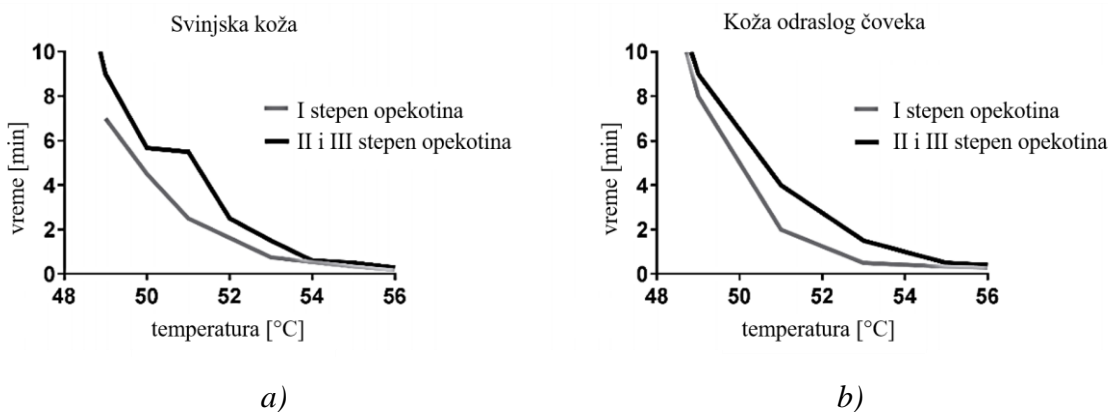 Svinjska koža
10
8
6
4
2
0
vreme [min]
I stepen opekotina
II i III stepen opekotina
48 50 52 54 56
temperatura [°C]
a)
Koža odraslog čoveka
10
8
6
4
2
0
vreme [min]
I stepen opekotina
II i III stepen opekotina
48 50 52 54 56
temperatura [°C]
b)